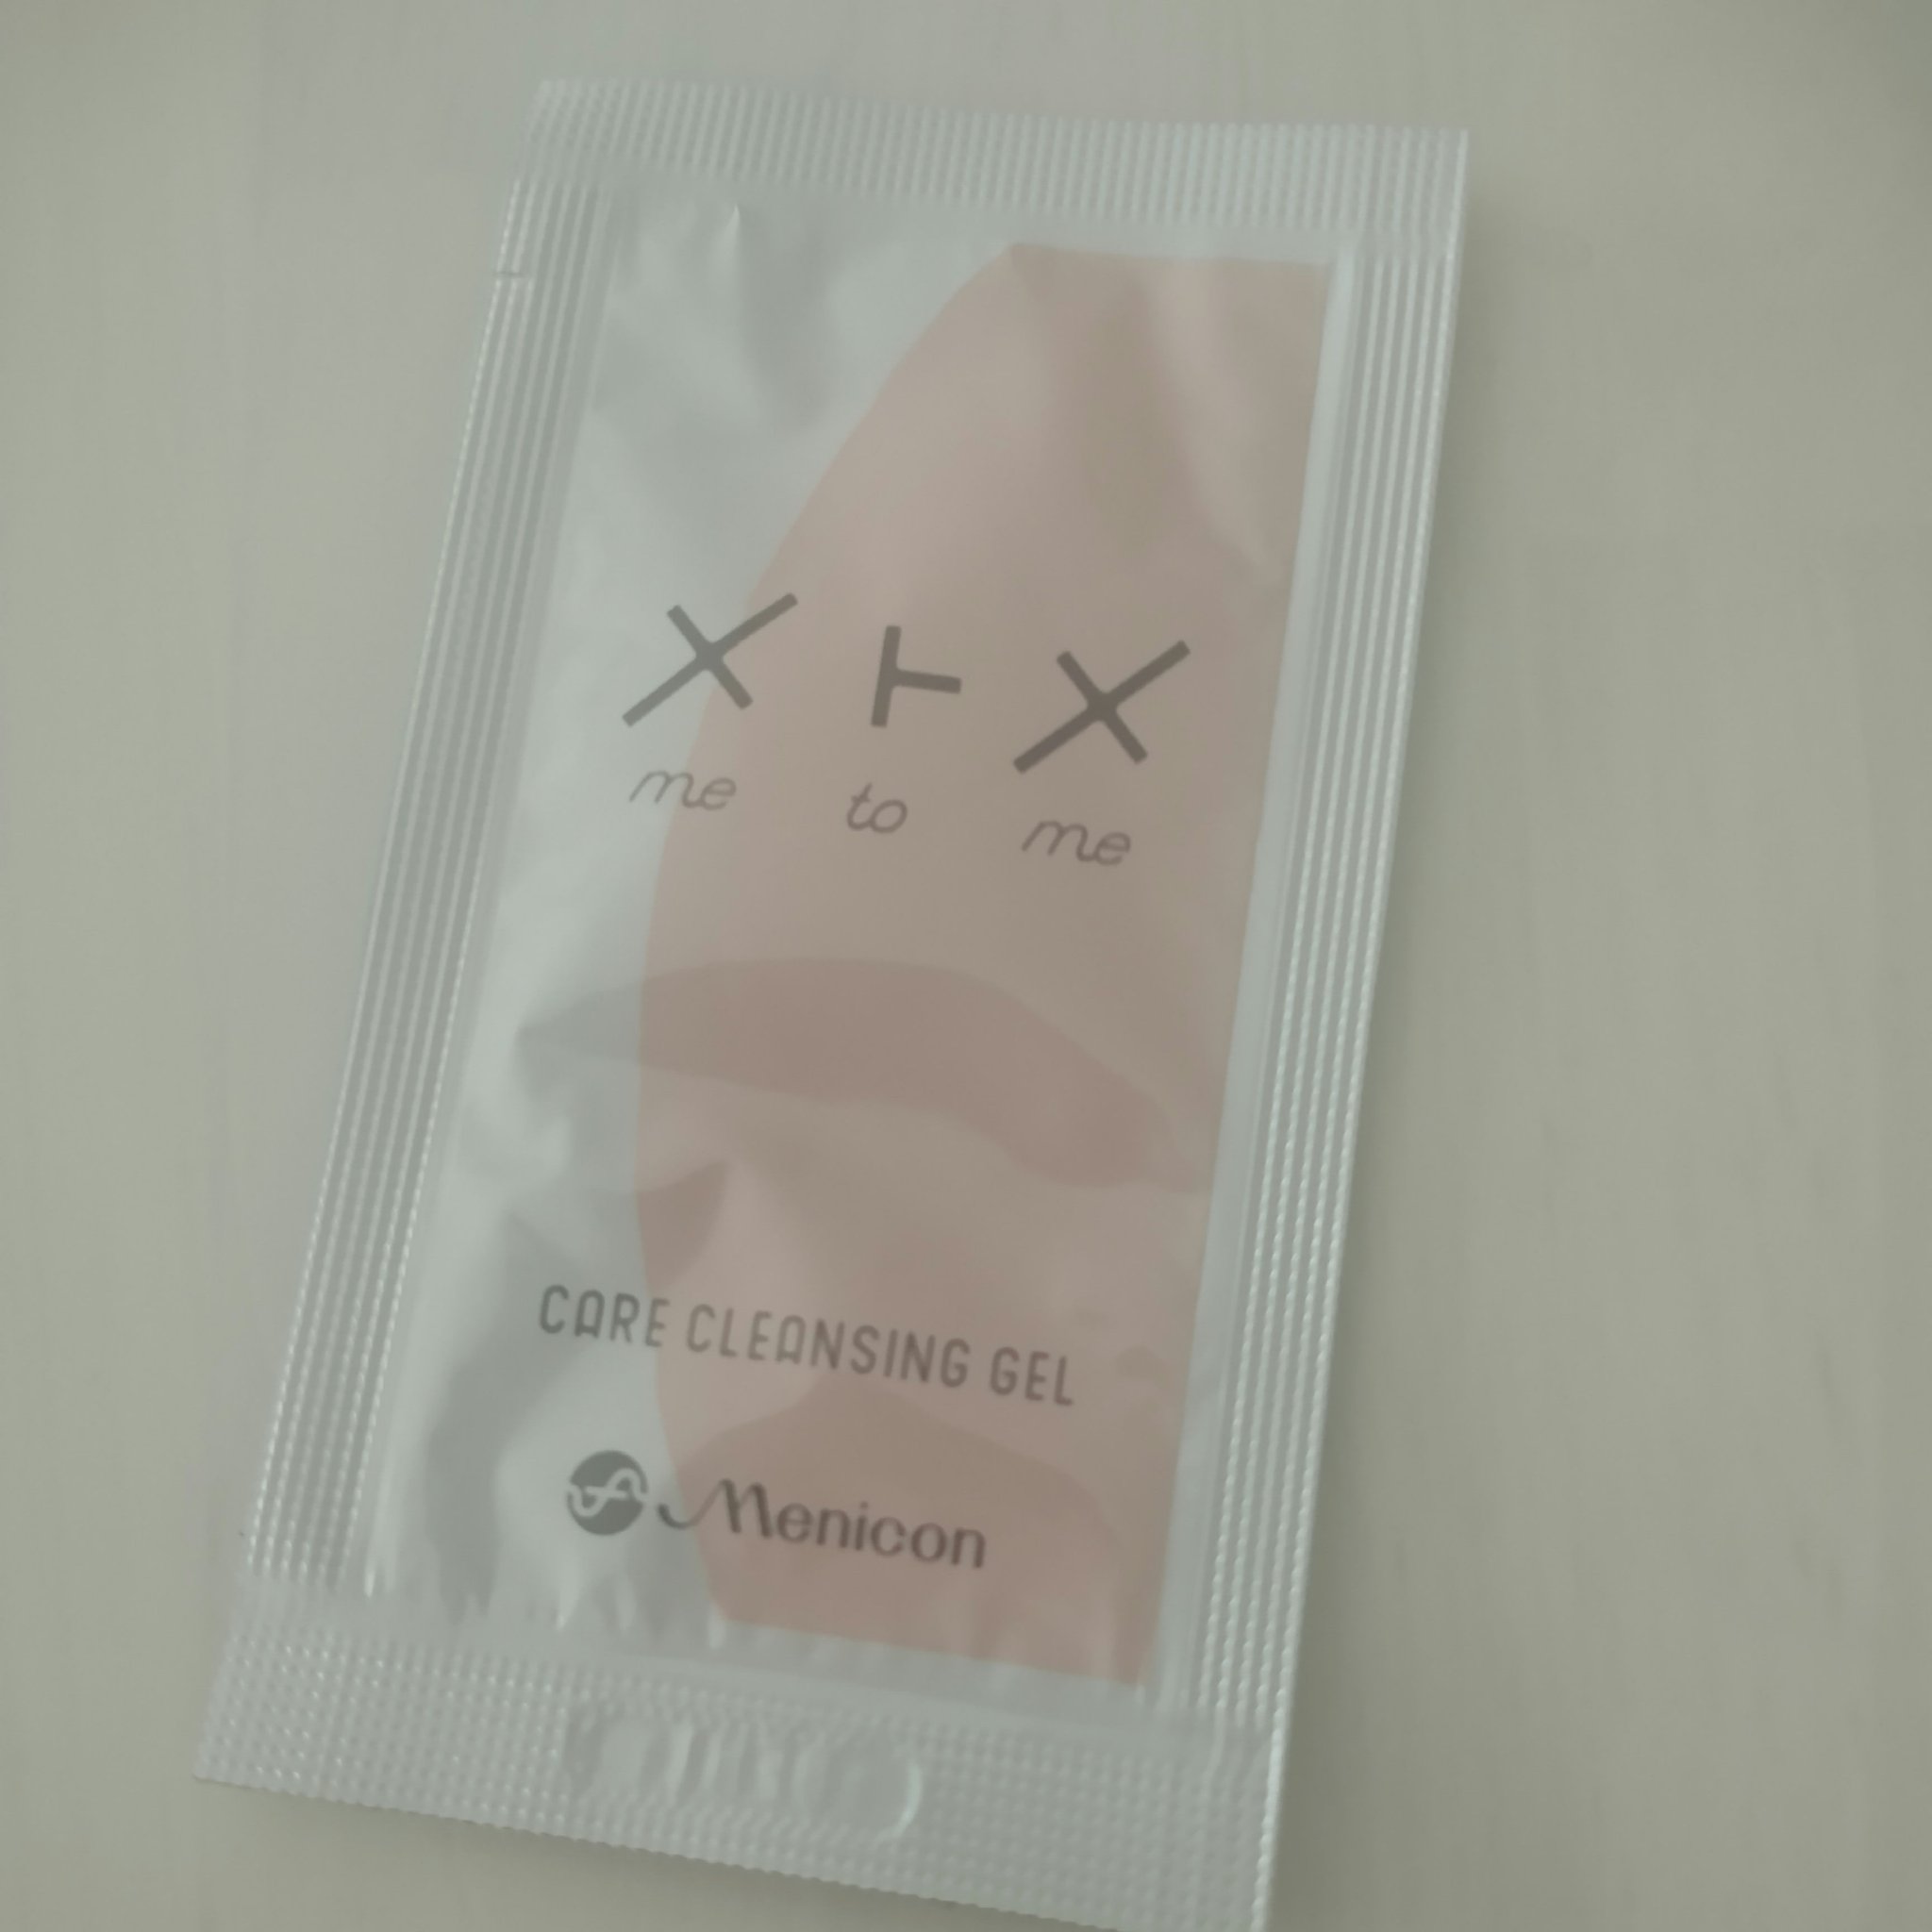 メトメ
me to me
CARE CLEANSING GEL
Menicon